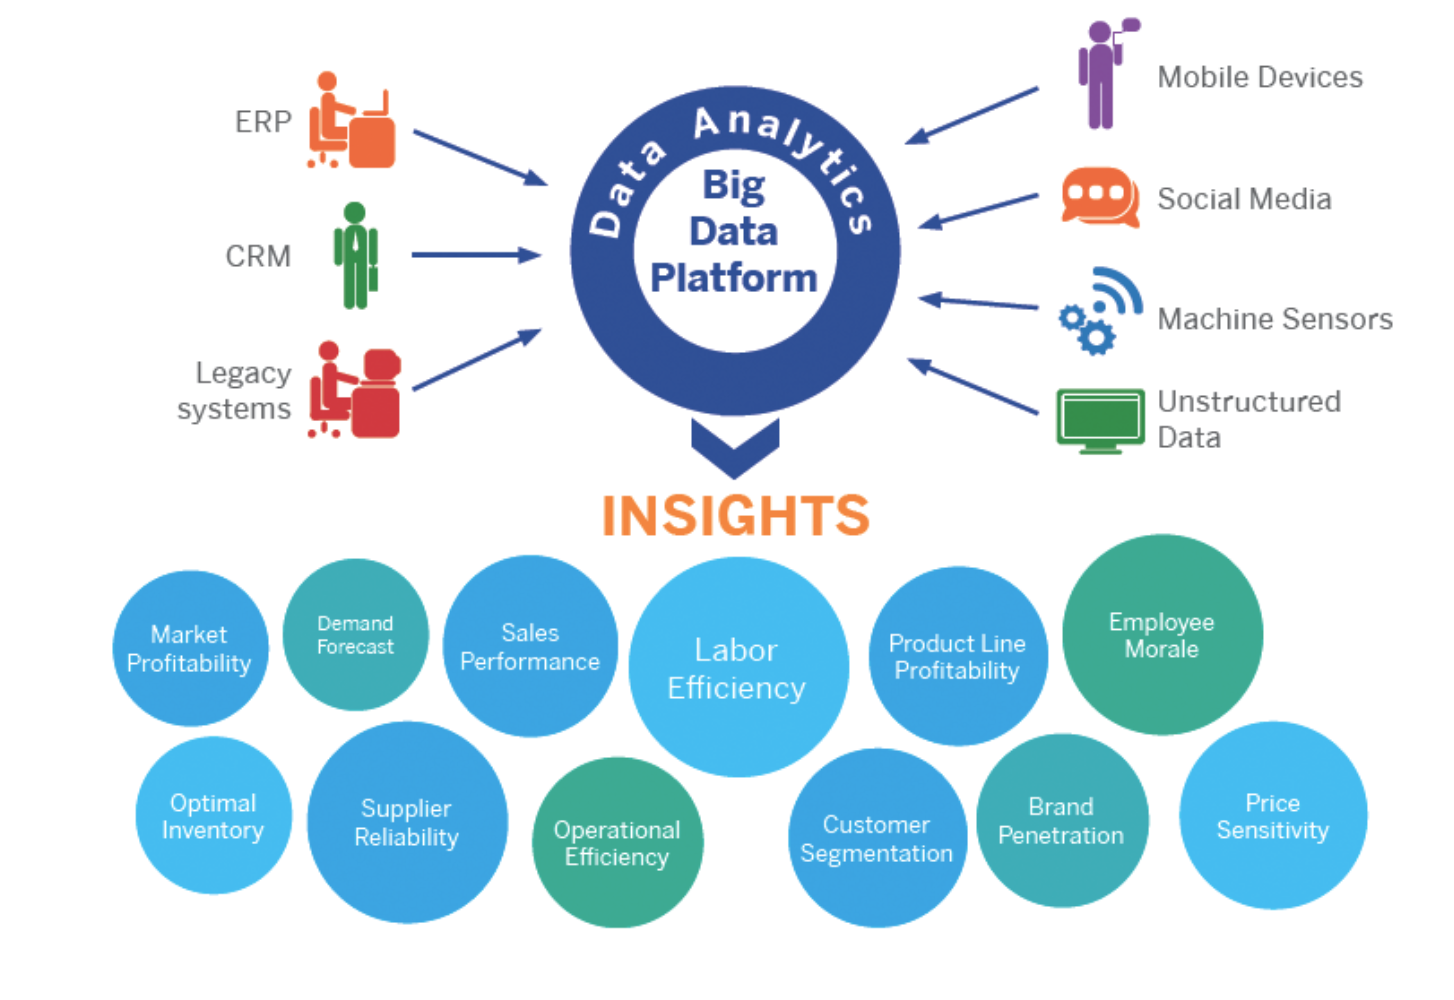 ERP
CRM
Legacy
systems
Data Analytics
Big
Data
Platform
Mobile Devices
Social Media
Machine Sensors
Unstructured
Data
INSIGHTS
Market
Profitability
Demand
Forecast
Sales
Performance
Labor
Efficiency
Product Line
Profitability
Employee
Morale
Optimal
Inventory
Supplier
Reliability
Operational
Efficiency
Customer
Segmentation
Brand
Penetration
Price
Sensitivity